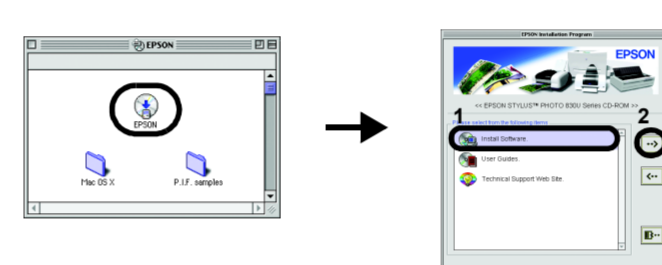 EPSON
EPSON
Mac OS X
P.I.F. samples
EPSON Installation Program
EPSON
<< EPSON STYLUS™ PHOTO 830U Series CD-ROM >>
1
2
Please select from the following items
Install Software.
User Guides.
Technical Support Web Site.